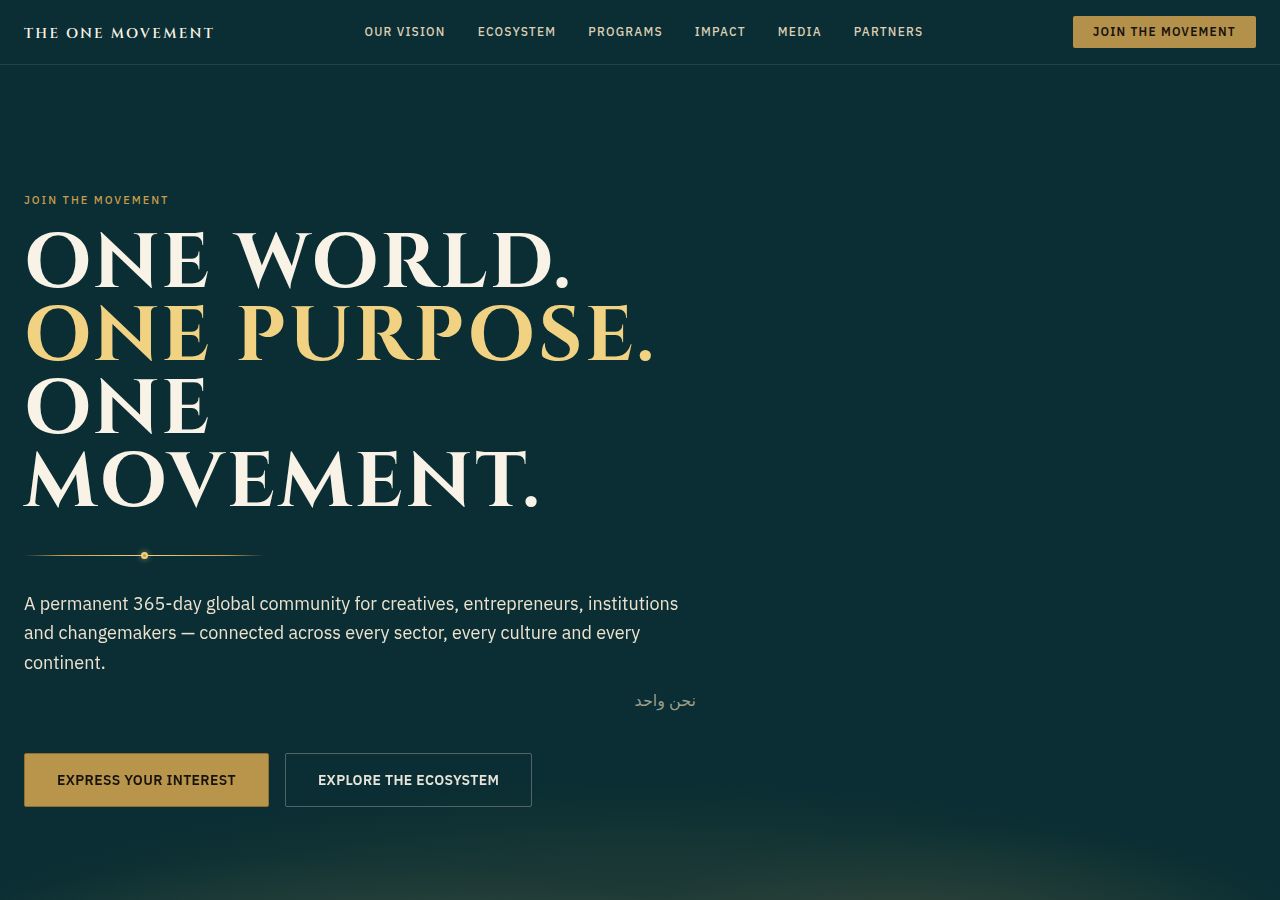 THE ONE MOVEMENT
OUR VISION ECOSYSTEM PROGRAMS IMPACT MEDIA PARTNERS
JOIN THE MOVEMENT
JOIN THE MOVEMENT
ONE WORLD.
ONE PURPOSE.
ONE
MOVEMENT.
A permanent 365-day global community for creatives, entrepreneurs, institutions
and changemakers — connected across every sector, every culture and every
continent.
نحن واحد
EXPRESS YOUR INTEREST
EXPLORE THE ECOSYSTEM